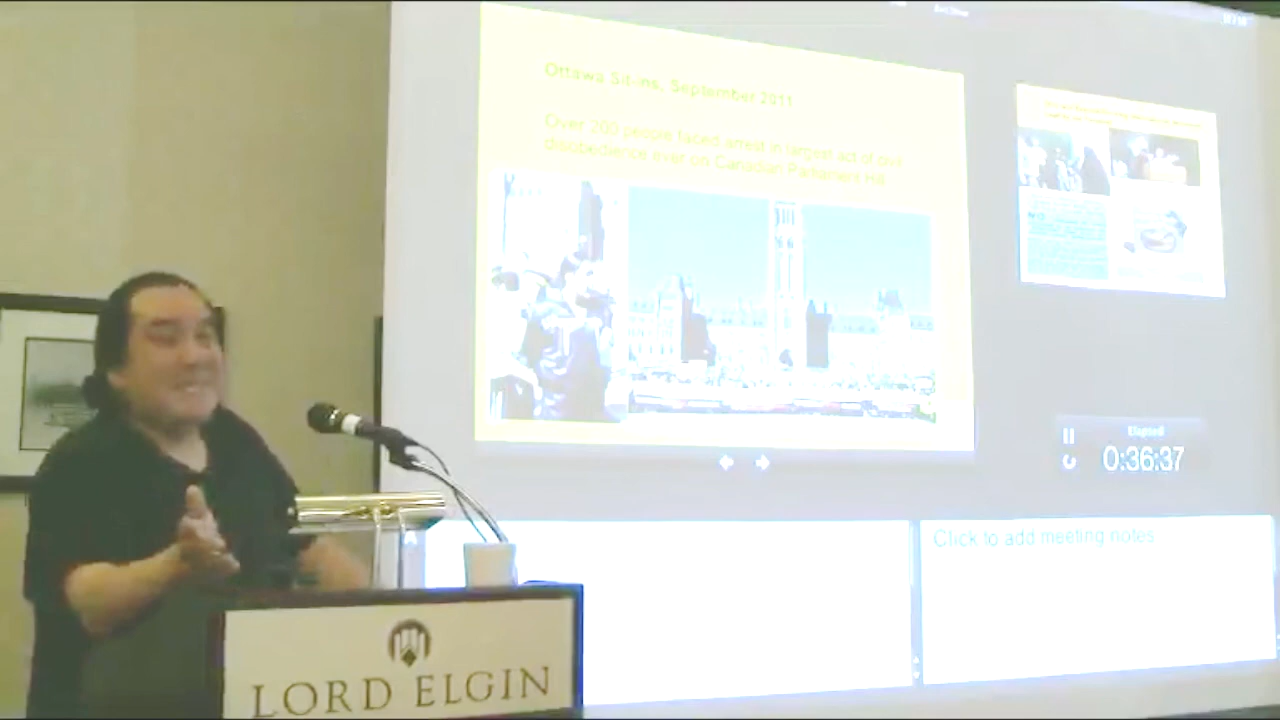 Ottawa Sit-ins, September 2011
Over 200 people faced arrest in largest act of civil
disobedience ever on Canadian Parliament Hill
Elapsed
0:36:37
Click to add meeting notes
LORD ELGIN